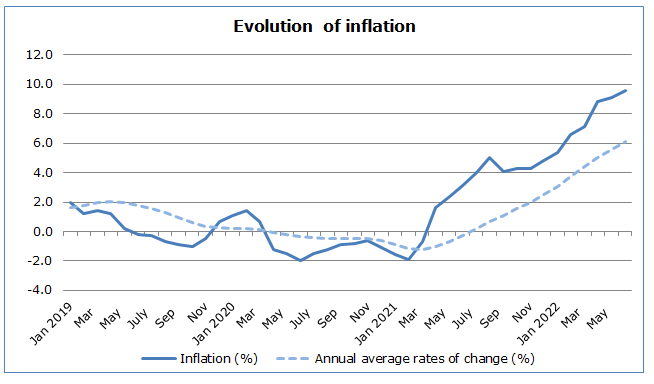 Evolution of inflation
12.0
10.0
8.0
6.0
4.0
2.0
0.0
-2.0
-4.0
Jan 2019
Mar
May
July
Sep
Nov
Jan 2020
Mar
May
July
Sep
Nov
Jan 2021
Mar
May
July
Sep
Nov
Jan 2022
Mar
May
Inflation (%)
Annual average rates of change (%)